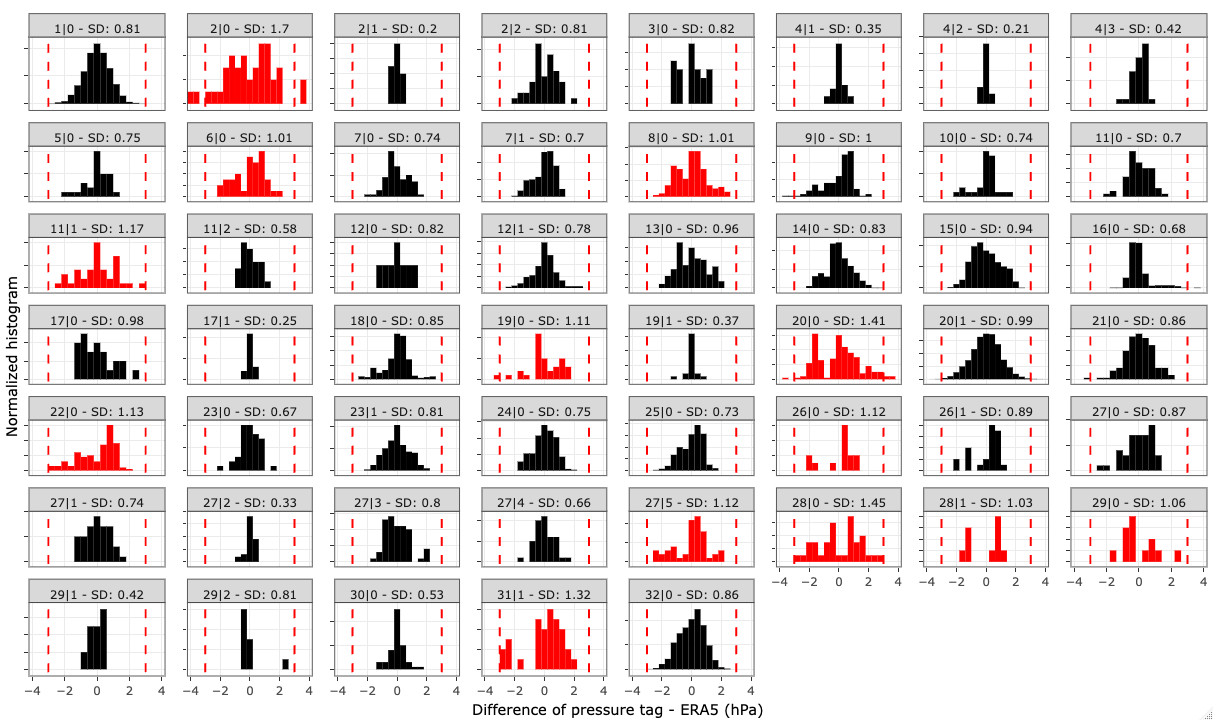 1|0 - SD: 0.81
2|0 - SD: 1.7
2|1 - SD: 0.2
2|2 - SD: 0.81
3|0 - SD: 0.82
4|1 - SD: 0.35
4|2 - SD: 0.21
4|3 - SD: 0.42
5|0 - SD: 0.75
6|0 - SD: 1.01
7|0 - SD: 0.74
7|1 - SD: 0.7
8|0 - SD: 1.01
9|0 - SD: 1
10|0 - SD: 0.74
11|0 - SD: 0.7
11|1 - SD: 1.17
11|2 - SD: 0.58
12|0 - SD: 0.82
12|1 - SD: 0.78
13|0 - SD: 0.96
14|0 - SD: 0.83
15|0 - SD: 0.94
16|0 - SD: 0.68
Normalized histogram
17|0 - SD: 0.98
17|1 - SD: 0.25
18|0 - SD: 0.85
19|0 - SD: 1.11
19|1 - SD: 0.37
20|0 - SD: 1.41
20|1 - SD: 0.99
21|0 - SD: 0.86
22|0 - SD: 1.13
23|0 - SD: 0.67
23|1 - SD: 0.81
24|0 - SD: 0.75
25|0 - SD: 0.73
26|0 - SD: 1.12
26|1 - SD: 0.89
27|0 - SD: 0.87
27|1 - SD: 0.74
27|2 - SD: 0.33
27|3 - SD: 0.8
27|4 - SD: 0.66
27|5 - SD: 1.12
28|0 - SD: 1.45
28|1 - SD: 1.03
29|0 - SD: 1.06
−4 −2 0 2 4
−4 −2 0 2 4
−4 −2 0 2 4
29|1 - SD: 0.42
29|2 - SD: 0.81
30|0 - SD: 0.53
31|1 - SD: 1.32
32|0 - SD: 0.86
−4 −2 0 2 4
−4 −2 0 2 4
−4 −2 0 2 4
−4 −2 0 2 4
−4 −2 0 2 4
Difference of pressure tag - ERA5 (hPa)